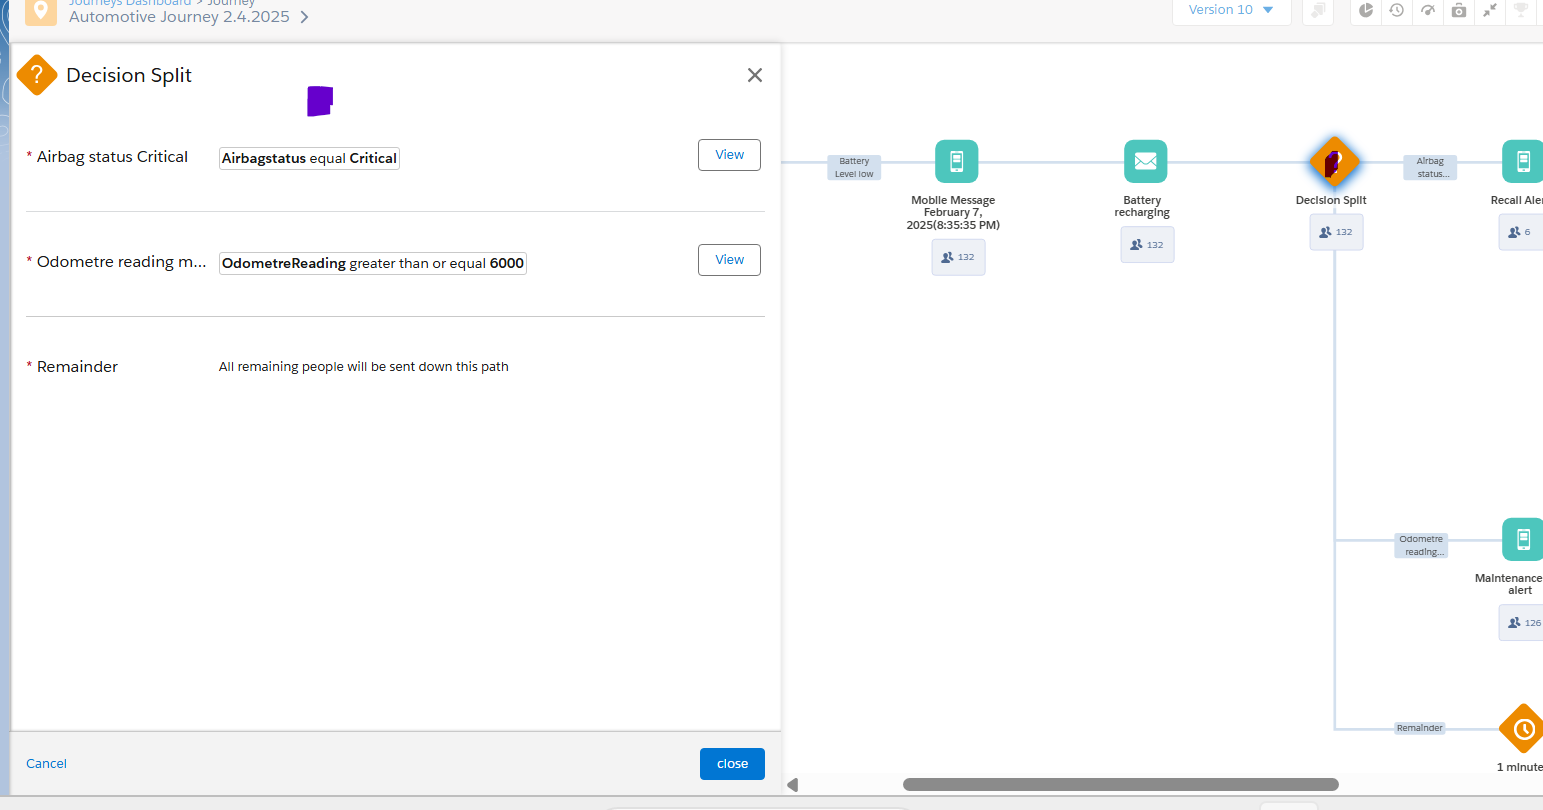 Journeys Dashboard > Journey
Automotive Journey 2.4.2025 >
Version 10
? Decision Split
* Airbag status Critical Airbagstatus equal Critical View
* Odometre reading m... OdometreReading greater than or equal 6000 View
* Remainder All remaining people will be sent down this path
Cancel close
Battery
Level low
Mobile Message
February 7,
2025(8:35:35 PM)
132
Battery
recharging
132
Decision Split
132
Airbag
status...
Recall Aler
6
Odometre
reading...
Maintenance
alert
126
Remainder
1 minute